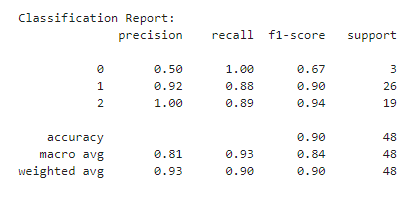 Classification Report:
precision recall f1-score support
0 0.50 1.00 0.67 3
1 0.92 0.88 0.90 26
2 1.00 0.89 0.94 19
accuracy 0.90 48
macro avg 0.81 0.93 0.84 48
weighted avg 0.93 0.90 0.90 48